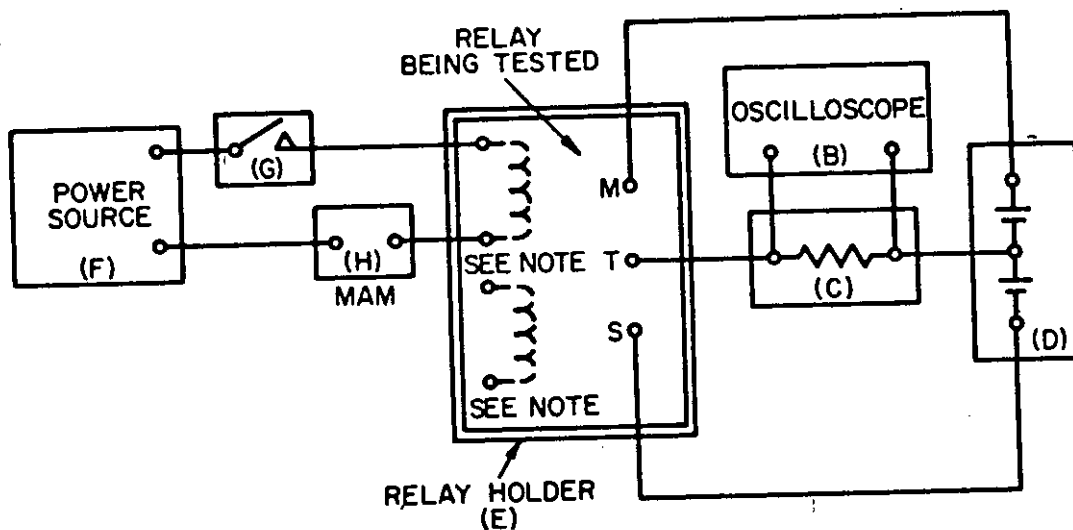 RELAY
BEING TESTED
OSCILLOSCOPE
(B)
(G)
POWER
SOURCE
(F)
M
(H)
MAM
SEE NOTE
T
(C)
S
(D)
SEE NOTE
RELAY HOLDER
(E)